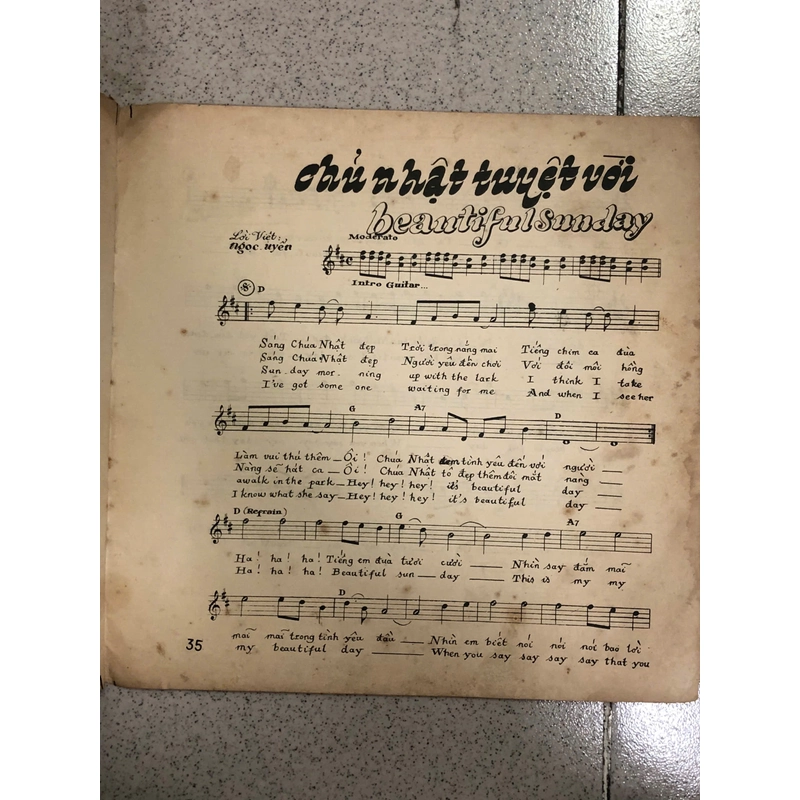 chủ nhật tuyệt vời
beautiful sunday
Lời Việt:
ngọc uyển
Moderato
Intro Guitar...
D
Sáng Chúa Nhật đẹp Trời trong nắng mai Tiếng chim ca đùa
Sáng Chúa Nhật đẹp Người yêu đến chơi Với đôi môi hồng
Sun. day mor. ning up with the lark I think I take
I've got some one waiting for me And when I see her
G A7 D
Làm vui thú thêm _ Ôi! Chúa Nhật đem tình yêu đến với người
Nàng sẽ hát ca _ Ôi! Chúa Nhật tô đẹp thêm đôi mắt nàng
a walk in the park _ Hey! hey! hey! it's beautiful day
I know what she say _ Hey! hey! hey! it's beautiful day
D (Refrain) G A7
Ha! ha! ha! Tiếng em đùa tươi cười Nhìn say đắm mãi
Ha! ha! ha! Beautiful sun _ day This is my my
D
mãi mãi trong tình yêu đầu Nhìn em biết nói nói nói bao lời
my beautiful day When you say say say say that you
35